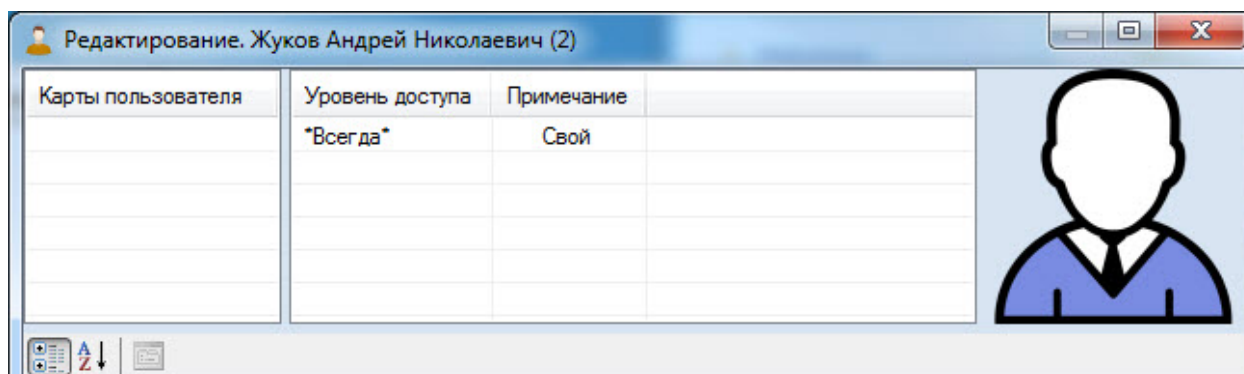 Редактирование. Жуков Андрей Николаевич (2)
Карты пользователя Уровень доступа Примечание
*Всегда* Свой
A
Z